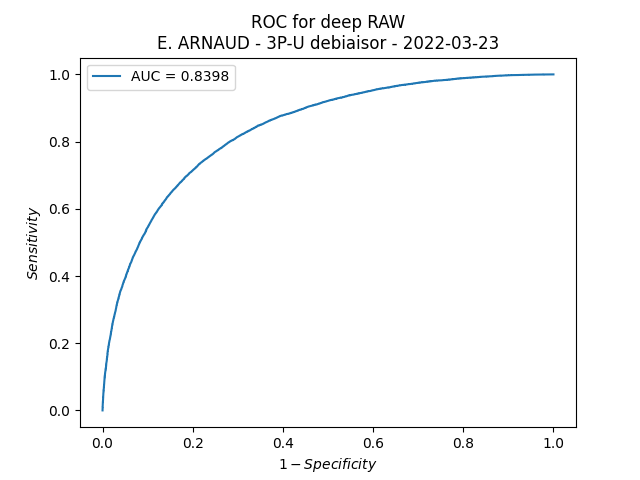 ROC for deep RAW
E. ARNAUD - 3P-U debiaisor - 2022-03-23
AUC = 0.8398
1.0
0.8
0.6
0.4
0.2
0.0
Sensitivity
0.0 0.2 0.4 0.6 0.8 1.0
1 − Specificity